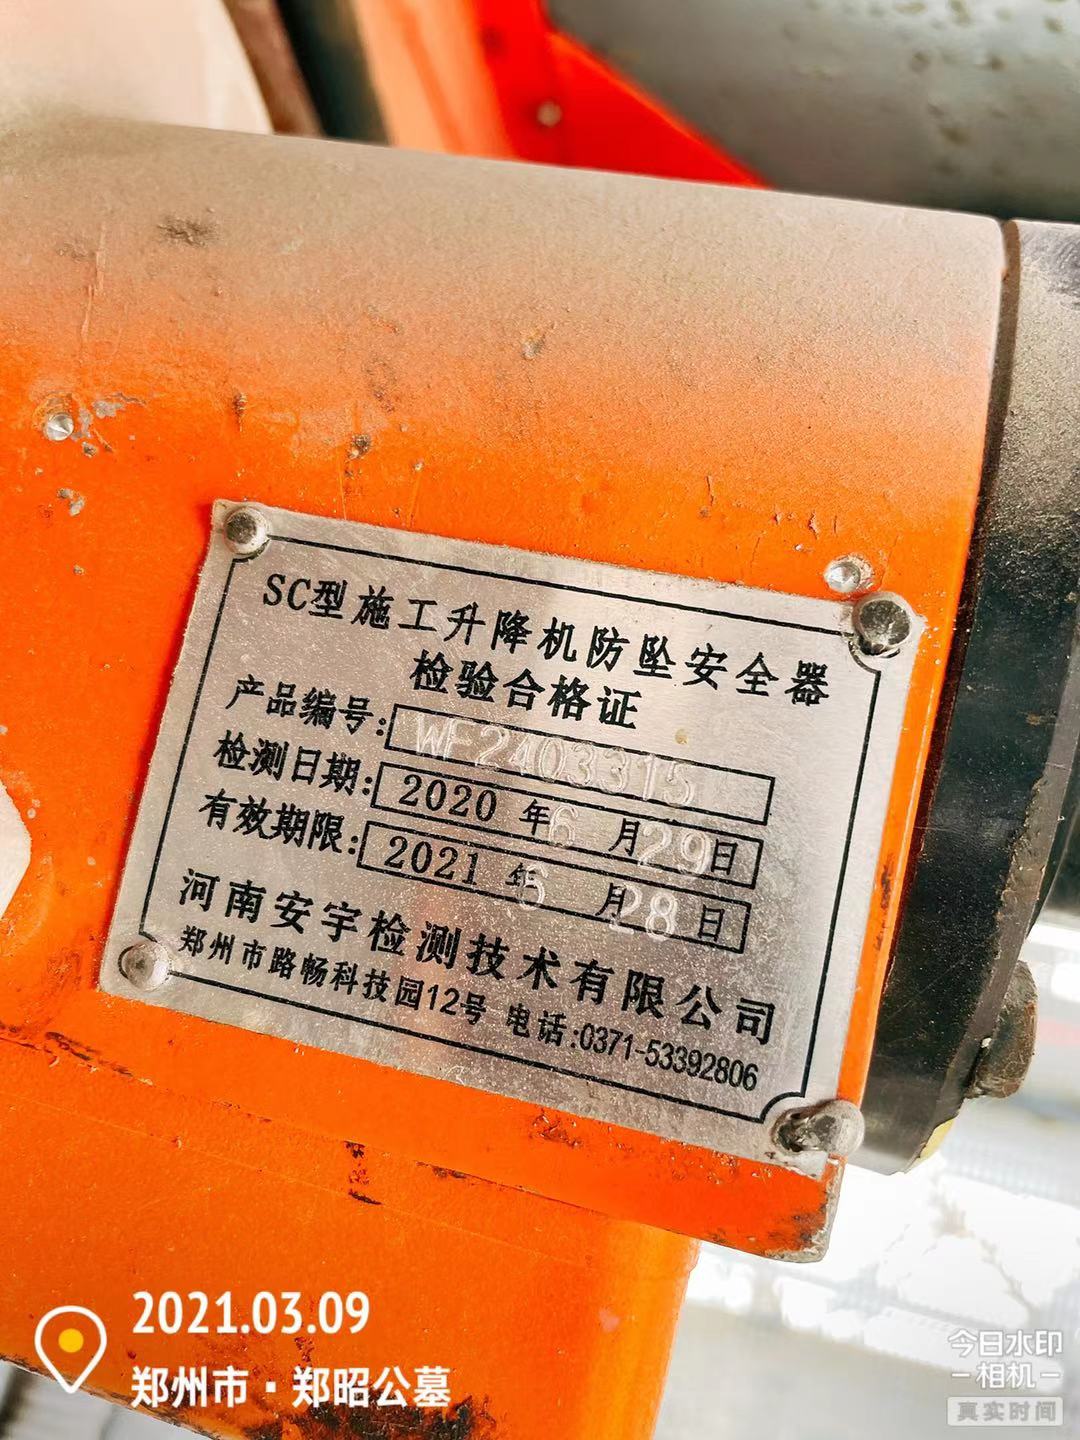 SC型施工升降机防坠安全器
检验合格证
产品编号: WF2403315
检测日期: 2020年6月29日
有效期限: 2021年6月28日
河南安宇检测技术有限公司
郑州市路畅科技园12号 电话:0371-53392806
2021.03.09
郑州市·郑昭公墓
今日水印
相机
真实时间